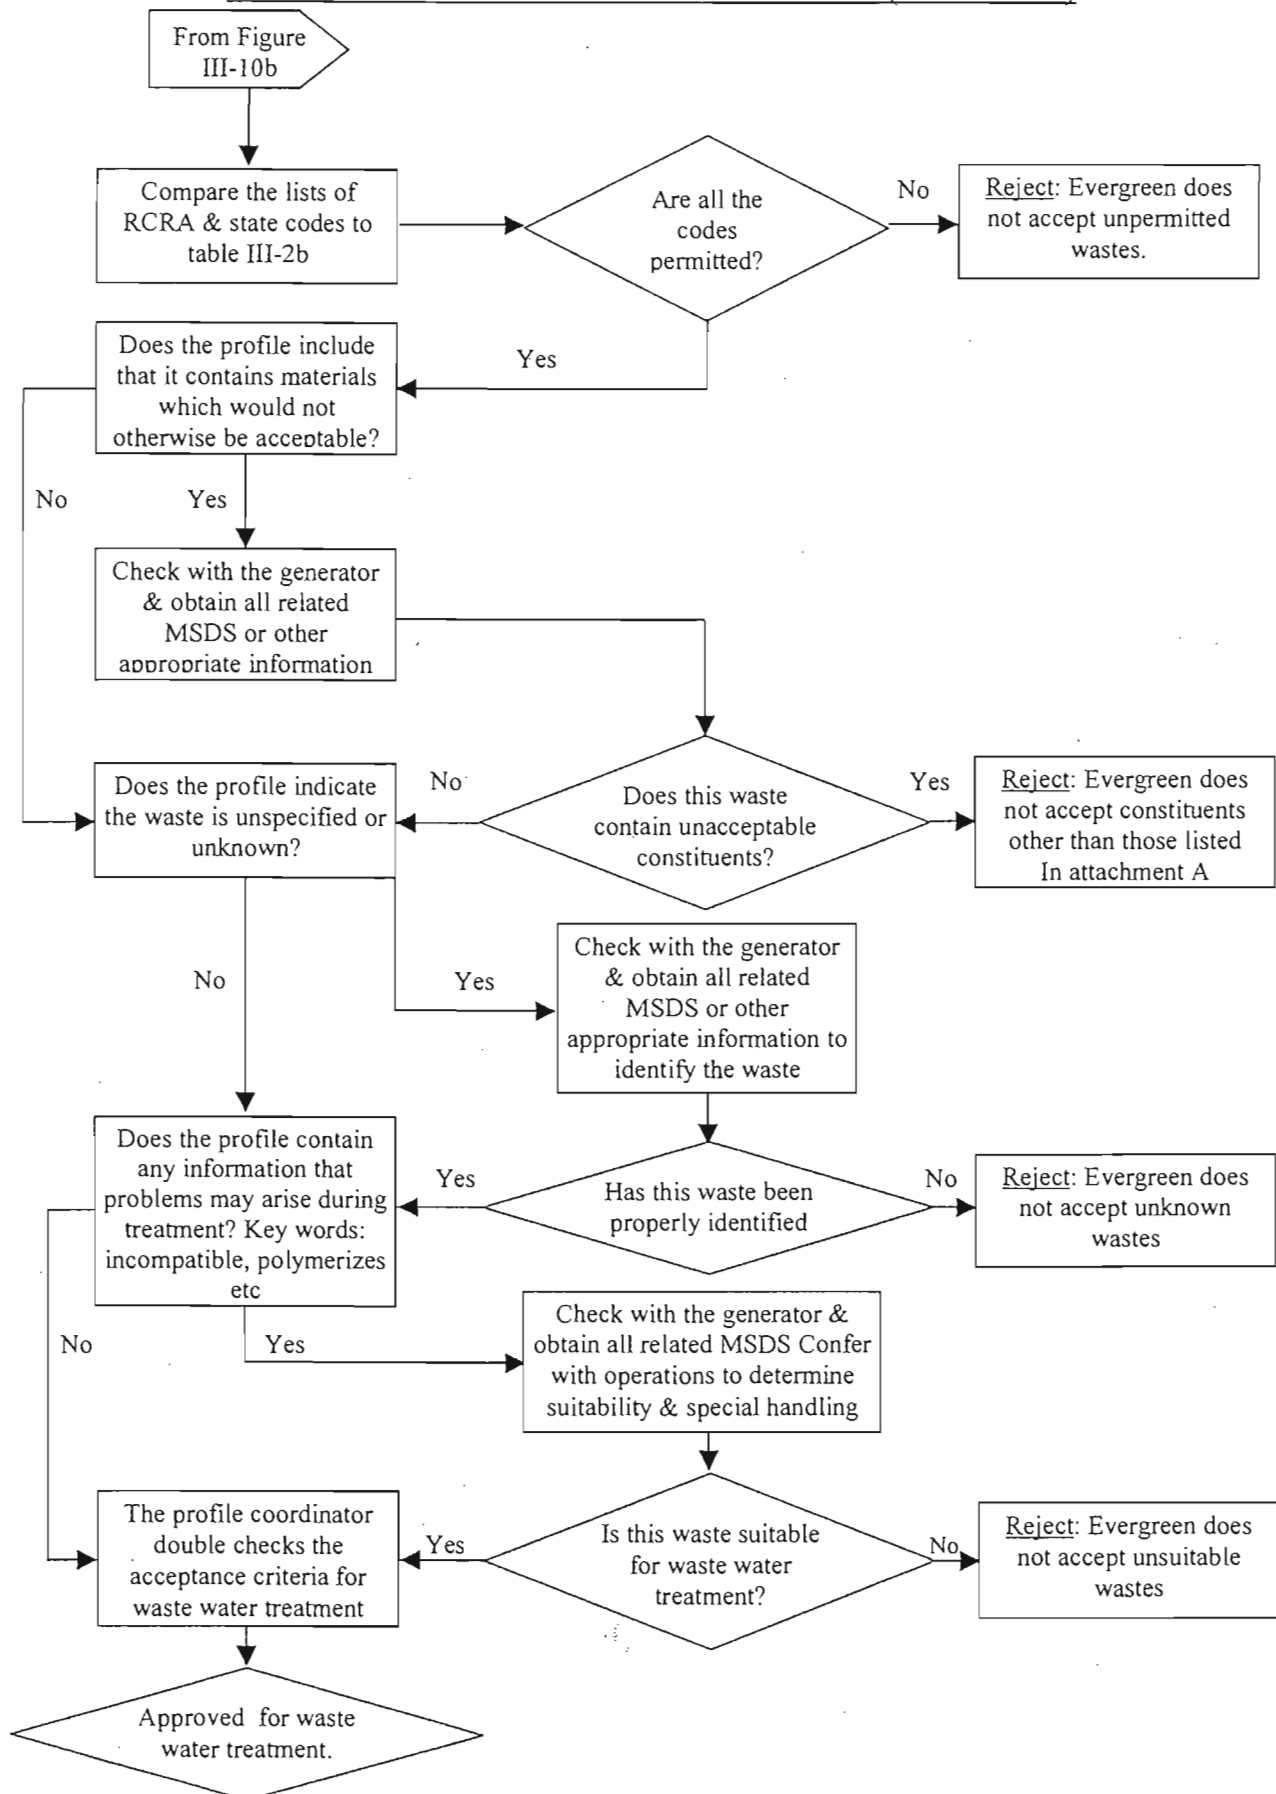 From Figure
III-10b
Compare the lists of
RCRA & state codes to
table III-2b
Are all the
codes
permitted?
No
Reject: Evergreen does
not accept unpermitted
wastes.
Does the profile include
that it contains materials
which would not
otherwise be acceptable?
Yes
No
Yes
Check with the generator
& obtain all related
MSDS or other
appropriate information
Does the profile indicate
the waste is unspecified or
unknown?
No
Does this waste
contain unacceptable
constituents?
Yes
Reject: Evergreen does
not accept constituents
other than those listed
In attachment A
No
Yes
Check with the generator
& obtain all related
MSDS or other
appropriate information to
identify the waste
Does the profile contain
any information that
problems may arise during
treatment? Key words:
incompatible, polymerizes
etc
Yes
Has this waste been
properly identified
No
Reject: Evergreen does
not accept unknown
wastes
No
Yes
Check with the generator &
obtain all related MSDS Confer
with operations to determine
suitability & special handling
The profile coordinator
double checks the
acceptance criteria for
waste water treatment
Yes
Is this waste suitable
for waste water
treatment?
No
Reject: Evergreen does
not accept unsuitable
wastes
Approved for waste
water treatment.